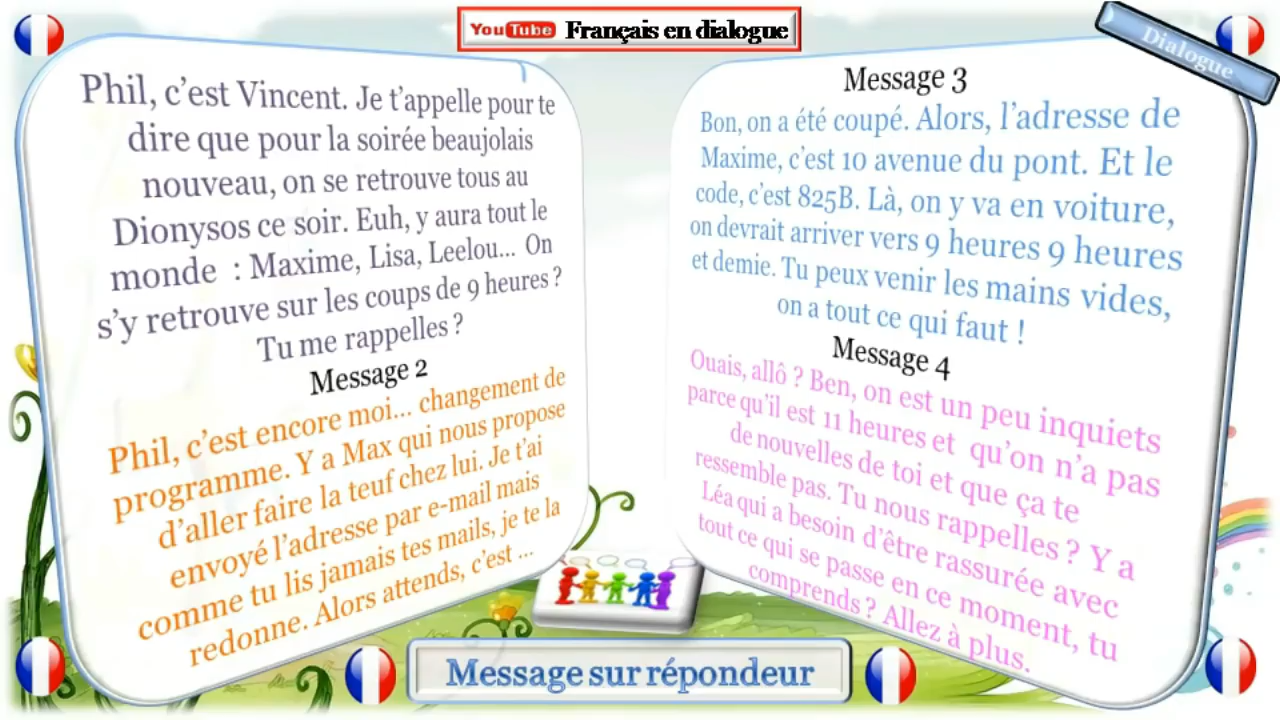 YouTube Français en dialogue
Dialogue
Phil, c’est Vincent. Je t’appelle pour te
dire que pour la soirée beaujolais
nouveau, on se retrouve tous au
Dionysos ce soir. Euh, y aura tout le
monde : Maxime, Lisa, Leelou... On
s’y retrouve sur les coups de 9 heures ?
Tu me rappelles ?
Message 2
Phil, c’est encore moi... changement de
programme. Y a Max qui nous propose
d’aller faire la teuf chez lui. Je t’ai
envoyé l’adresse par e-mail mais
comme tu lis jamais tes mails, je te la
redonne. Alors attends, c’est ...
Message 3
Bon, on a été coupé. Alors, l’adresse de
Maxime, c’est 10 avenue du pont. Et le
code, c’est 825B. Là, on y va en voiture,
on devrait arriver vers 9 heures 9 heures
et demie. Tu peux venir les mains vides,
on a tout ce qui faut !
Message 4
Ouais, allô ? Ben, on est un peu inquiets
parce qu’il est 11 heures et qu’on n’a pas
de nouvelles de toi et que ça te
ressemble pas. Tu nous rappelles ? Y a
Léa qui a besoin d’être rassurée avec
tout ce qui se passe en ce moment, tu
comprends ? Allez à plus.
Message sur répondeur